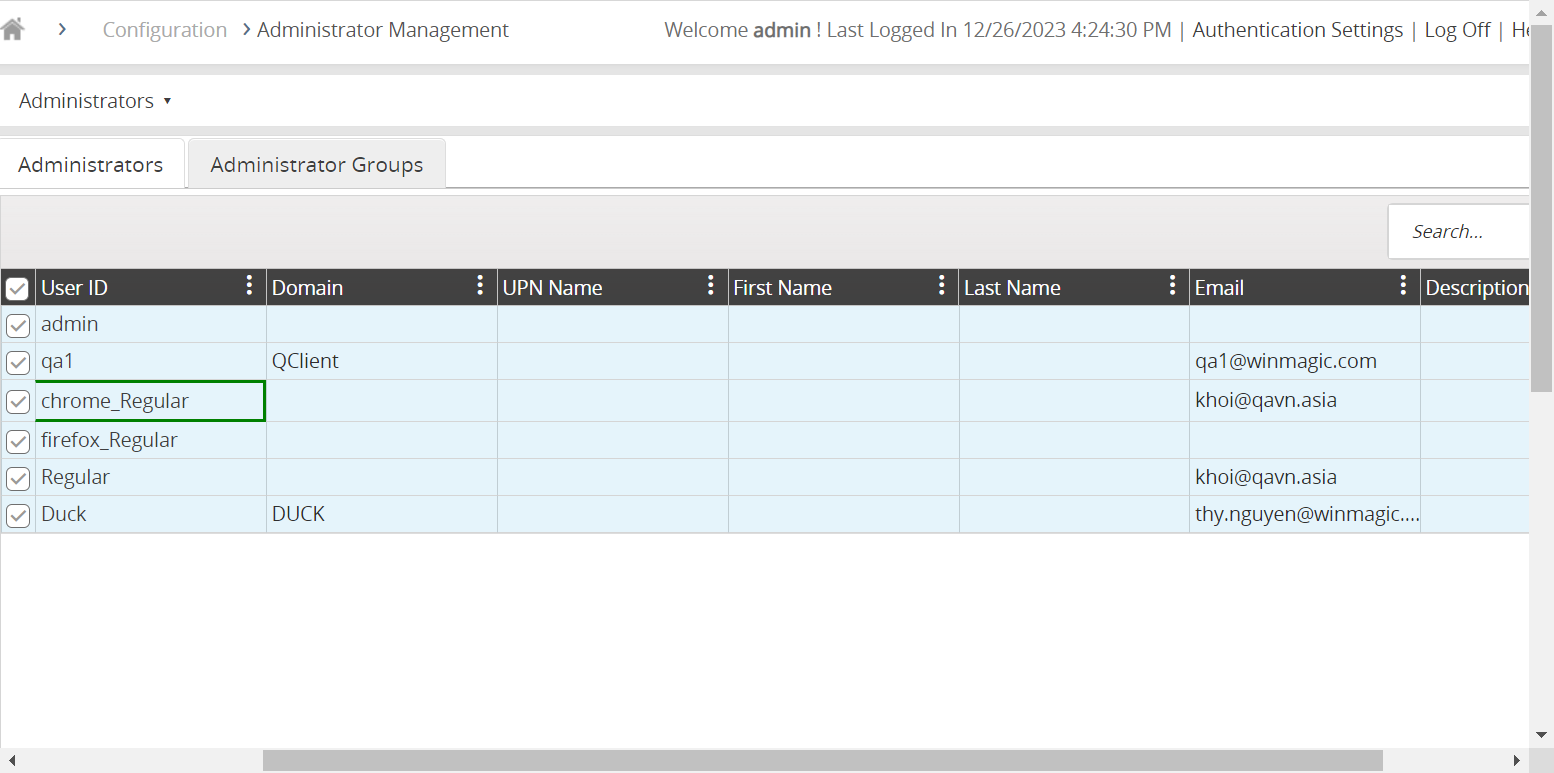 Configuration Administrator Management Welcome admin ! Last Logged In 12/26/2023 4:24:30 PM | Authentication Settings | Log Off | He
Administrators
Administrators Administrator Groups
Search...
User ID Domain UPN Name First Name Last Name Email Description
admin
qa1 QClient qa1@winmagic.com
chrome_Regular khoi@qavn.asia
firefox_Regular
Regular khoi@qavn.asia
Duck DUCK thy.nguyen@winmagic....